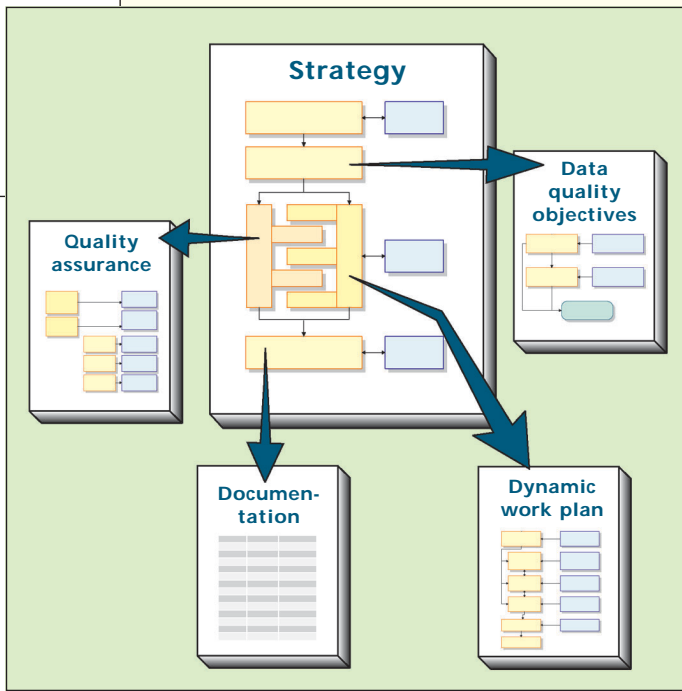 Strategy
Data
quality
objectives
Quality
assurance
Documen-
tation
Dynamic
work plan